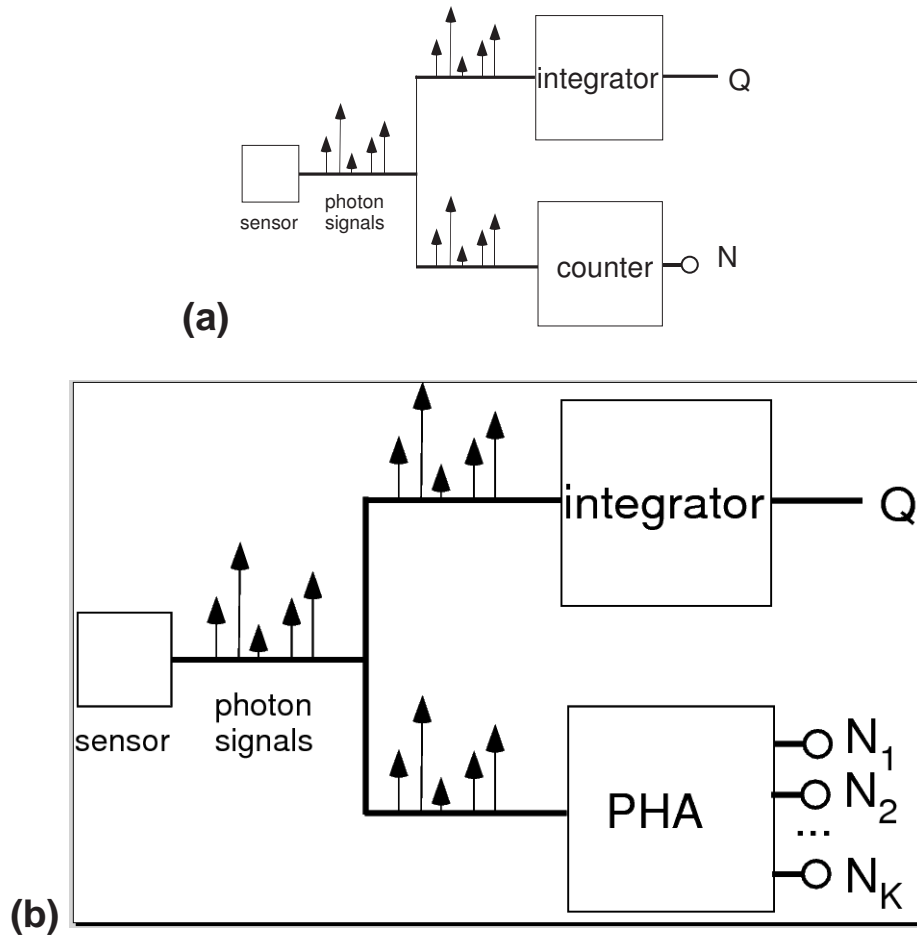 integrator
Q
photon
signals
sensor
counter
N
(a)
integrator
Q
photon
signals
sensor
PHA
N1
N2
...
NK
(b)